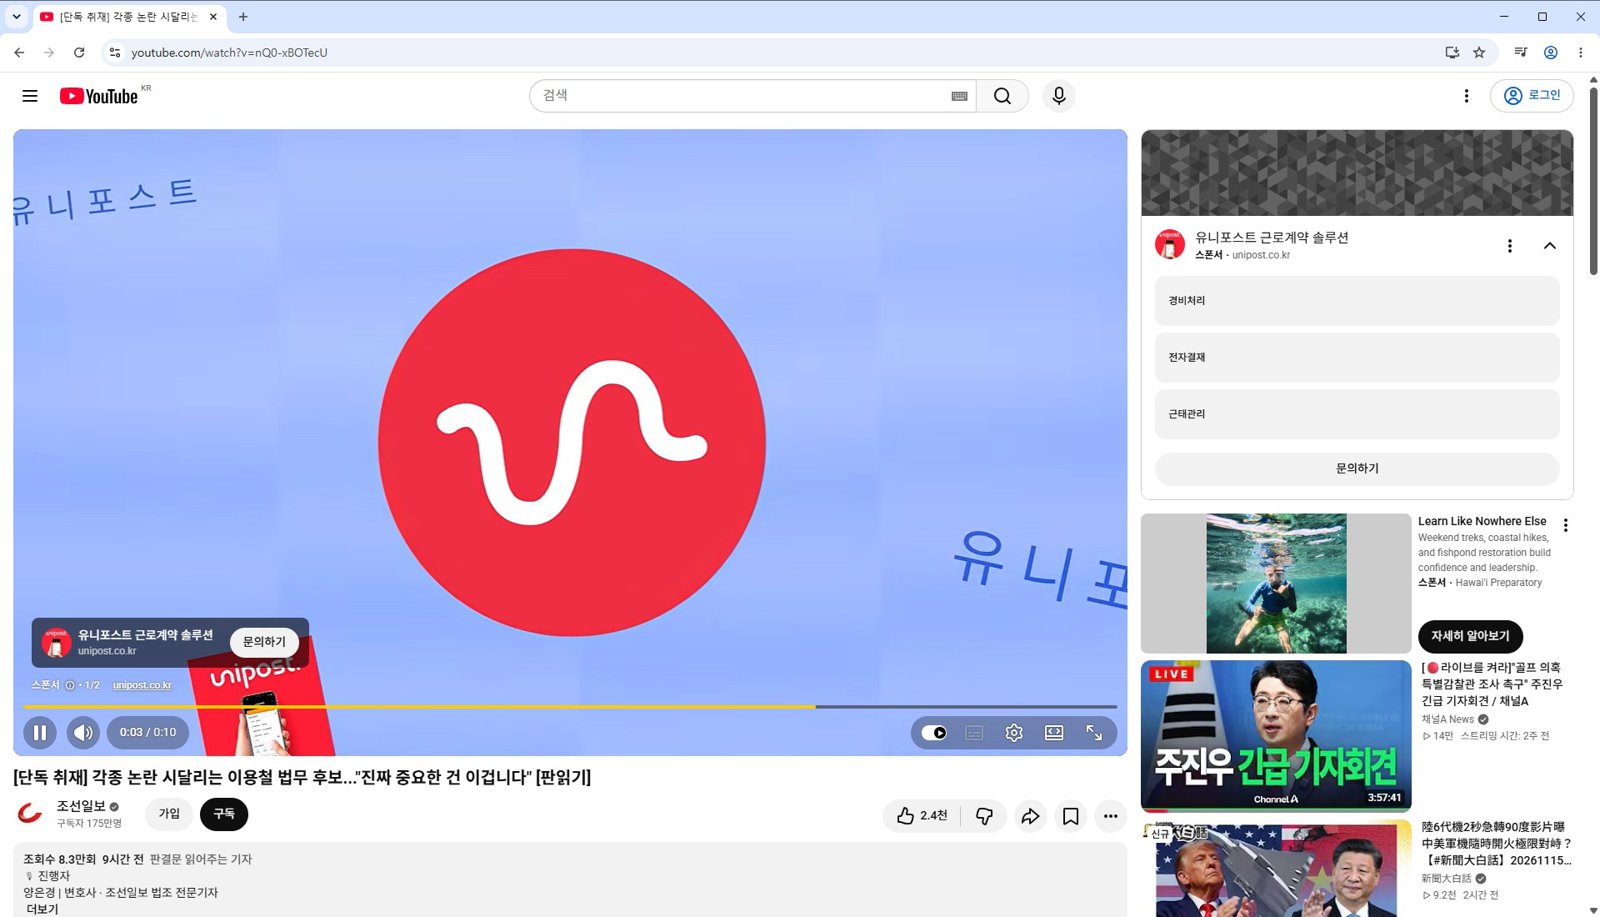 [단독 취재] 각종 논란 시달리는
youtube.com/watch?v=nQ0-xBOTecU
YouTube KR
검색
로그인
유니포스트
유니포
유니포스트 근로계약 솔루션
unipost.co.kr
문의하기
unipost.
스폰서 · 1/2 unipost.co.kr
0:03 / 0:10
[단독 취재] 각종 논란 시달리는 이용철 법무 후보..."진짜 중요한 건 이겁니다" [판읽기]
조선일보
구독자 175만명
가입
구독
2.4천
조회수 8.3만회 9시간 전 판결문 읽어주는 기자
🎙 진행자
양은경 | 변호사 · 조선일보 법조 전문기자
더보기
유니포스트 근로계약 솔루션
스폰서 · unipost.co.kr
경비처리
전자결재
근태관리
문의하기
Learn Like Nowhere Else
Weekend treks, coastal hikes,
and fishpond restoration build
confidence and leadership.
스폰서 · Hawai'i Preparatory
자세히 알아보기
LIVE
주진우 긴급 기자회견
Channel A
3:57:41
[🔴라이브를 켜라]"골프 의혹
특별감찰관 조사 촉구" 주진우
긴급 기자회견 / 채널A
채널A News
▷ 14만 스트리밍 시간: 2주 전
신규
大白話
陸6代機2秒急轉90度影片曝
中美軍機隨時開火極限對峙？
【#新聞大白話】20261115...
新聞大白話
▷ 9.2천 2시간 전